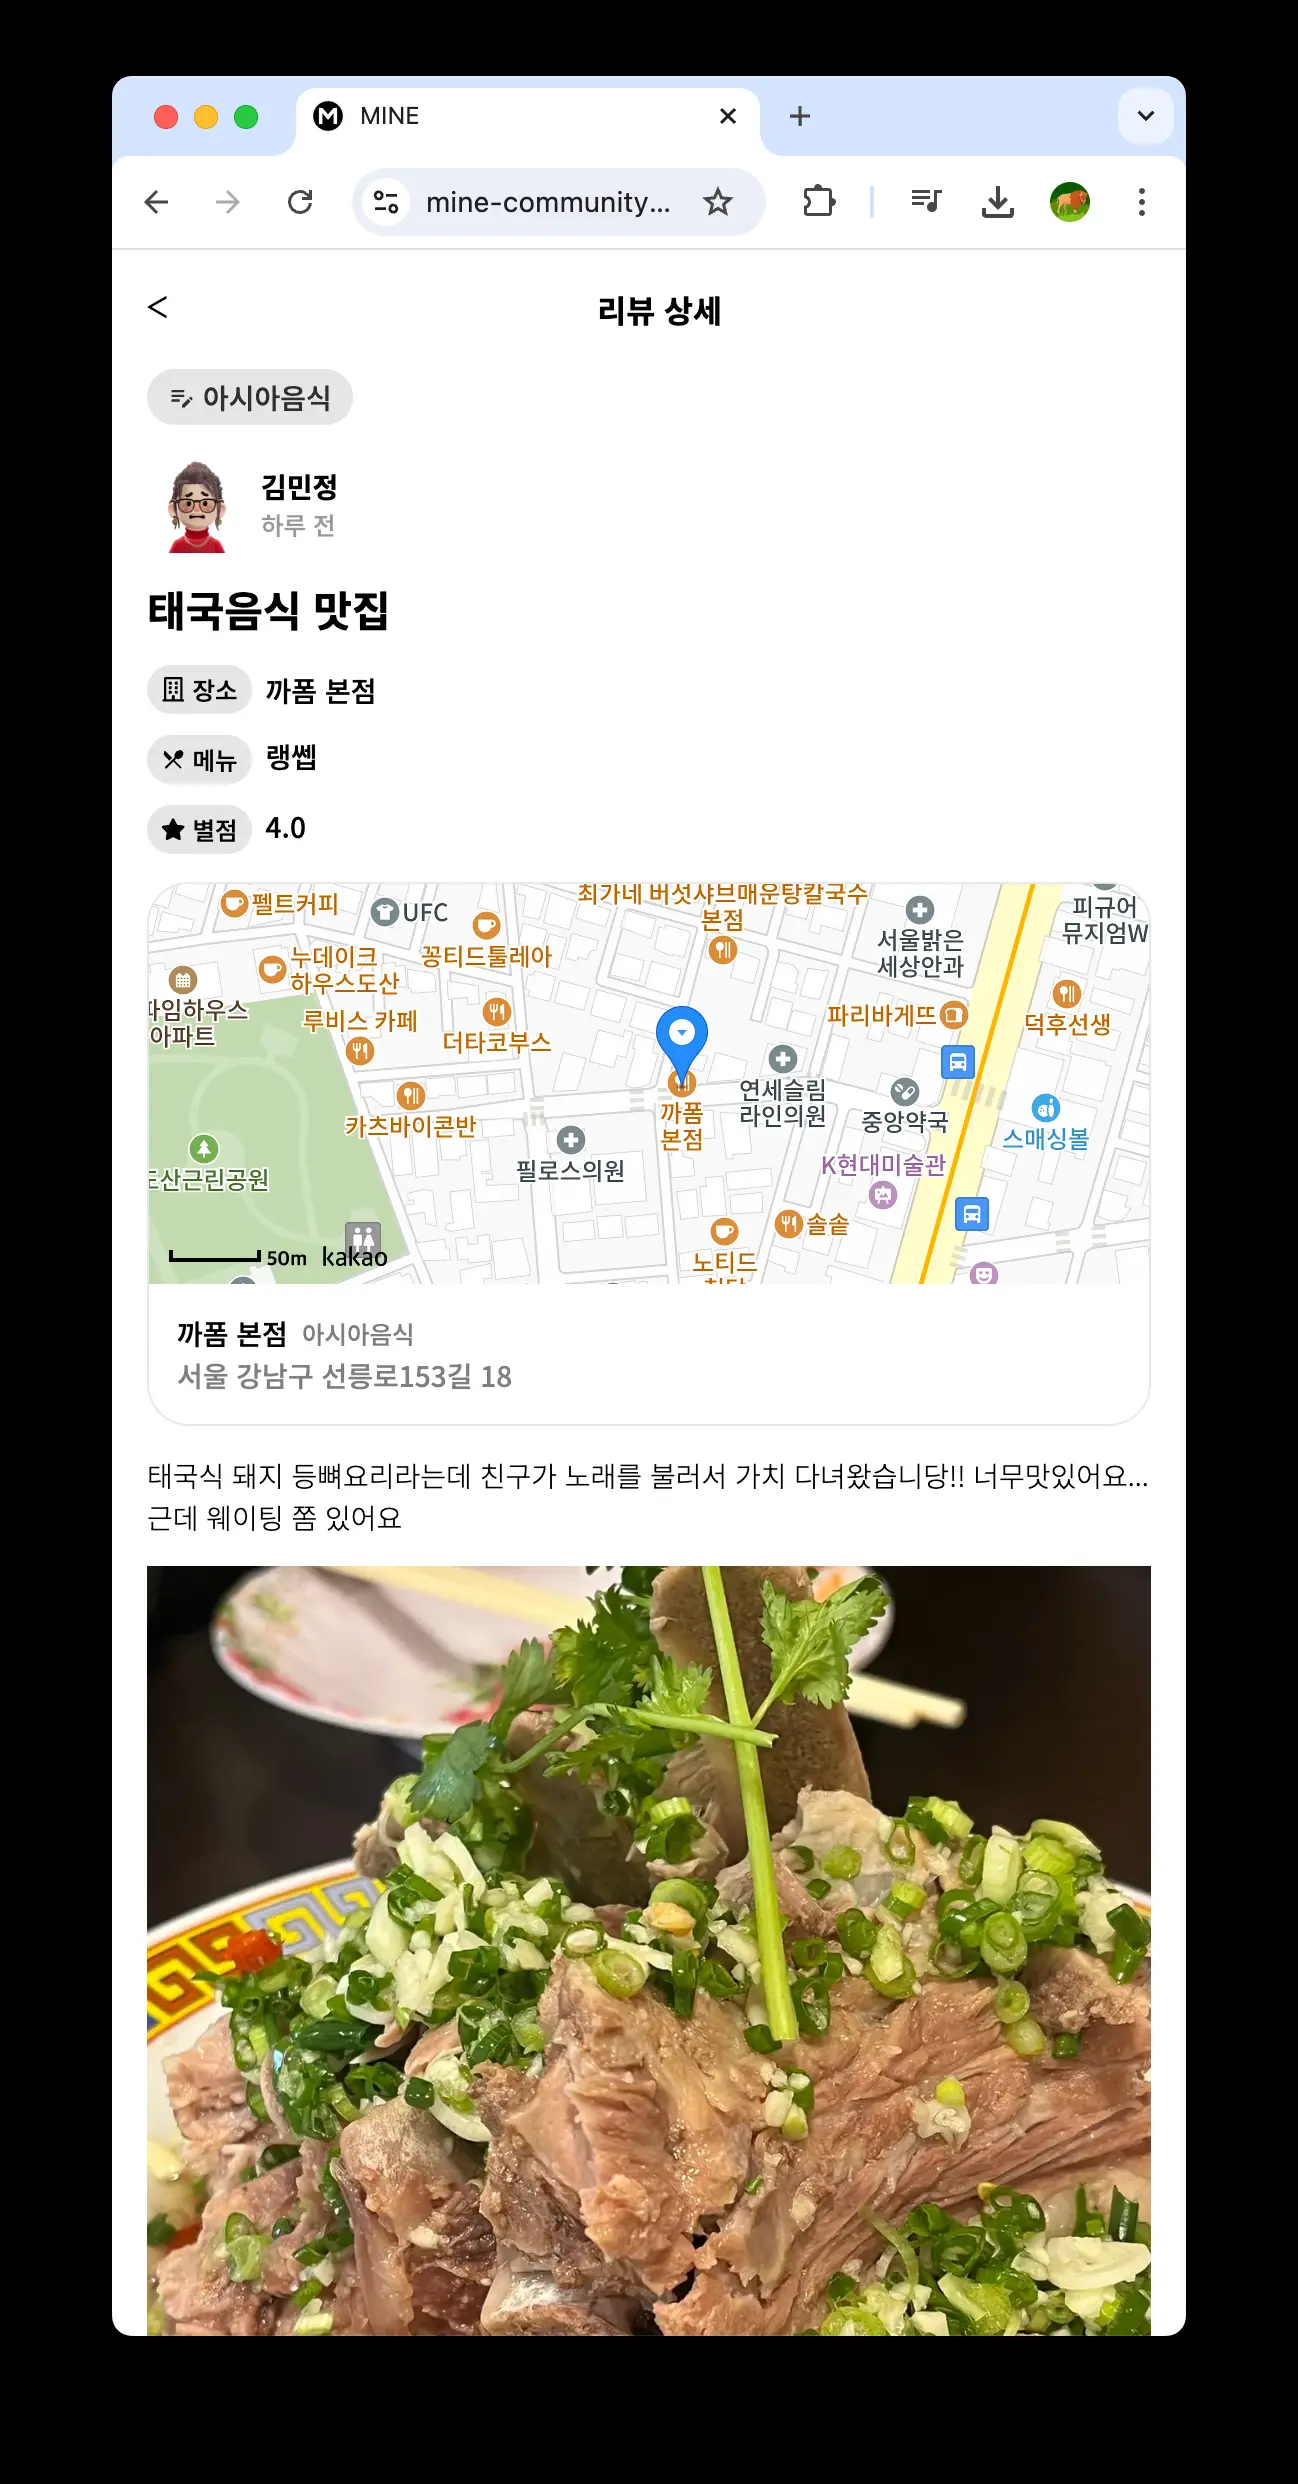 MINE
mine-community...
리뷰 상세
아시아음식
김민정
하루 전
태국음식 맛집
장소 까폼 본점
메뉴 랭쎕
별점 4.0
최가네 버섯샤브매운탕칼국수
본점
펠트커피
UFC
피규어
뮤지엄W
서울밝은
세상안과
누데이크
하우스도산
꽁티드툴레아
파임하우스
아파트
루비스 카페
더타코부스
파리바게뜨
덕후선생
연세슬림
라인의원
까폼
본점
중앙약국
카츠바이콘반
스매싱볼
필로스의원
K현대미술관
도산근린공원
솔솥
노티드
50m kakao
까폼 본점 아시아음식
서울 강남구 선릉로153길 18
태국식 돼지 등뼈요리라는데 친구가 노래를 불러서 가치 다녀왔습니당!! 너무맛있어요...
근데 웨이팅 쫌 있어요